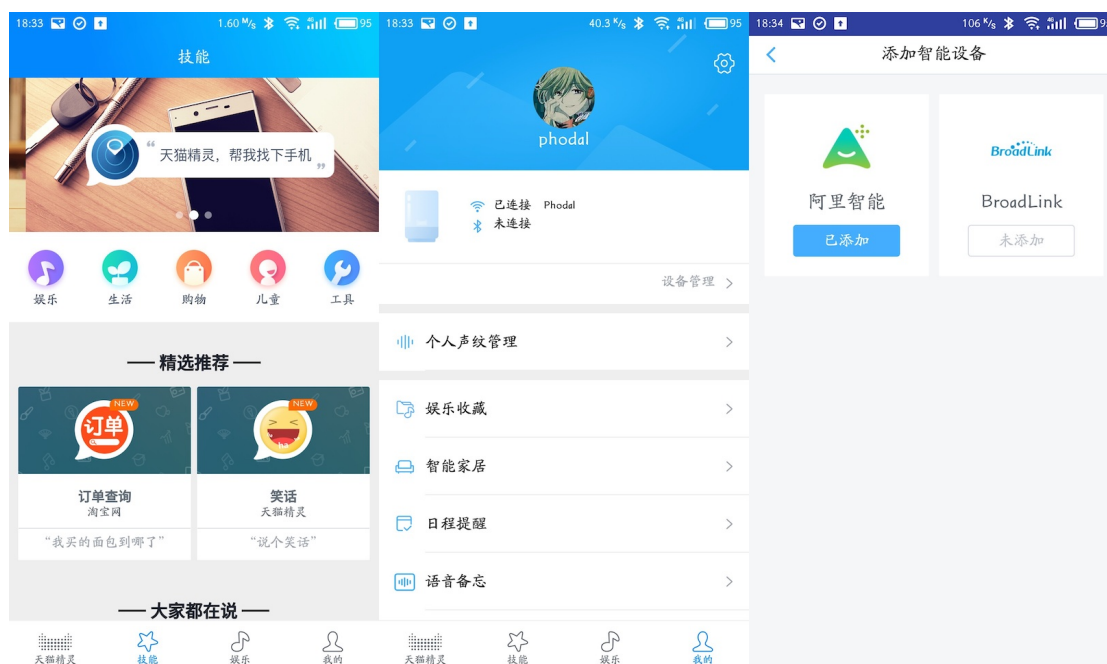 18:33
1.60 M/s
4G
95
技能
“天猫精灵，帮我找下手机„
娱乐
生活
购物
儿童
工具
精选推荐
NEW
订单
订单查询
淘宝网
“我买的面包到哪了”
NEW
ha
笑话
天猫精灵
“说个笑话”
大家都在说
天猫精灵
技能
娱乐
我的
18:33
40.3 K/s
4G
95
phodal
已连接 Phodal
未连接
设备管理
个人声纹管理
娱乐收藏
智能家居
日程提醒
语音备忘
天猫精灵
技能
娱乐
我的
18:34
106 K/s
4G
添加智能设备
阿里智能
已添加
BroadLink
BroadLink
未添加